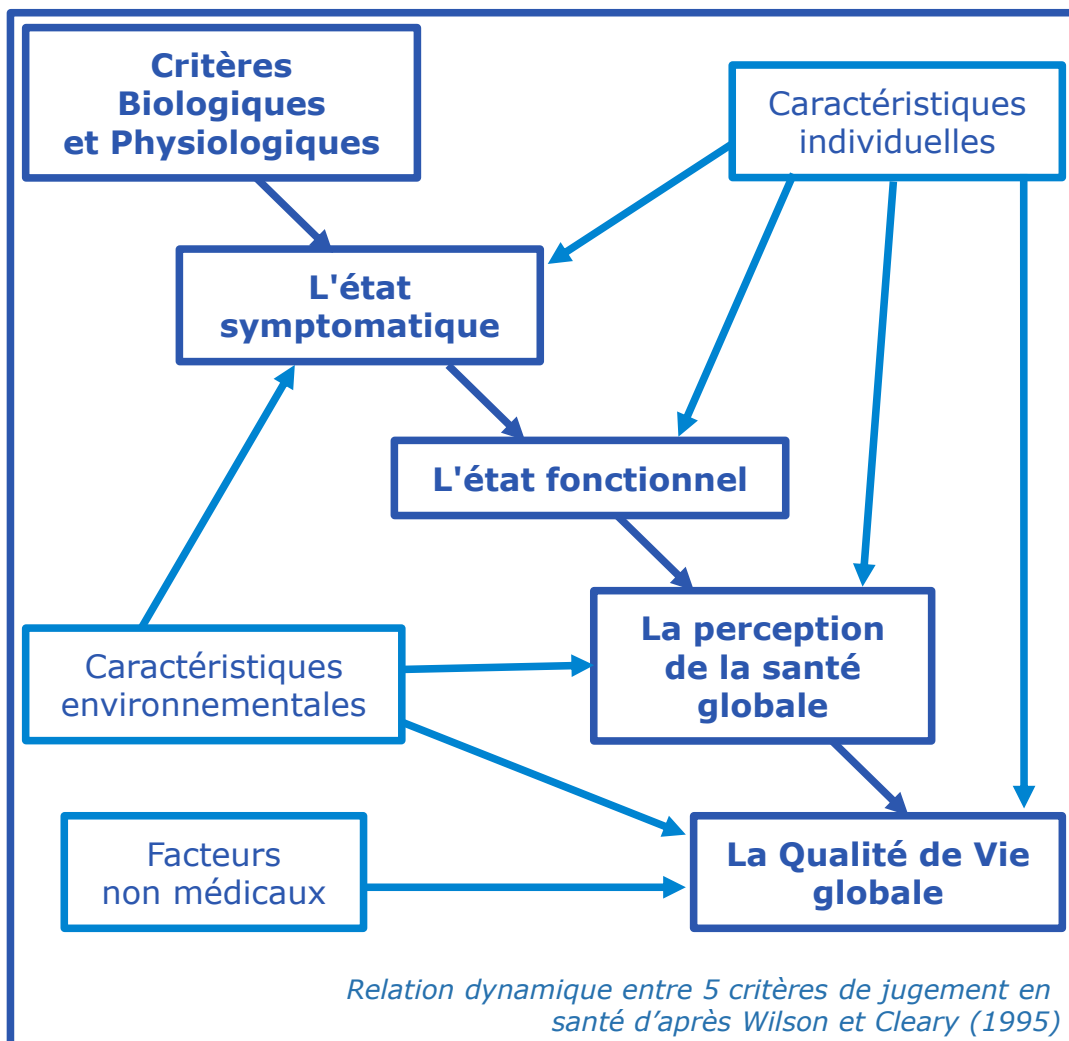 Critères
Biologiques
et Physiologiques
Caractéristiques
individuelles
L'état
symptomatique
L'état fonctionnel
La perception
de la santé
globale
Caractéristiques
environnementales
Facteurs
non médicaux
La Qualité de Vie
globale
Relation dynamique entre 5 critères de jugement en
santé d’après Wilson et Cleary (1995)